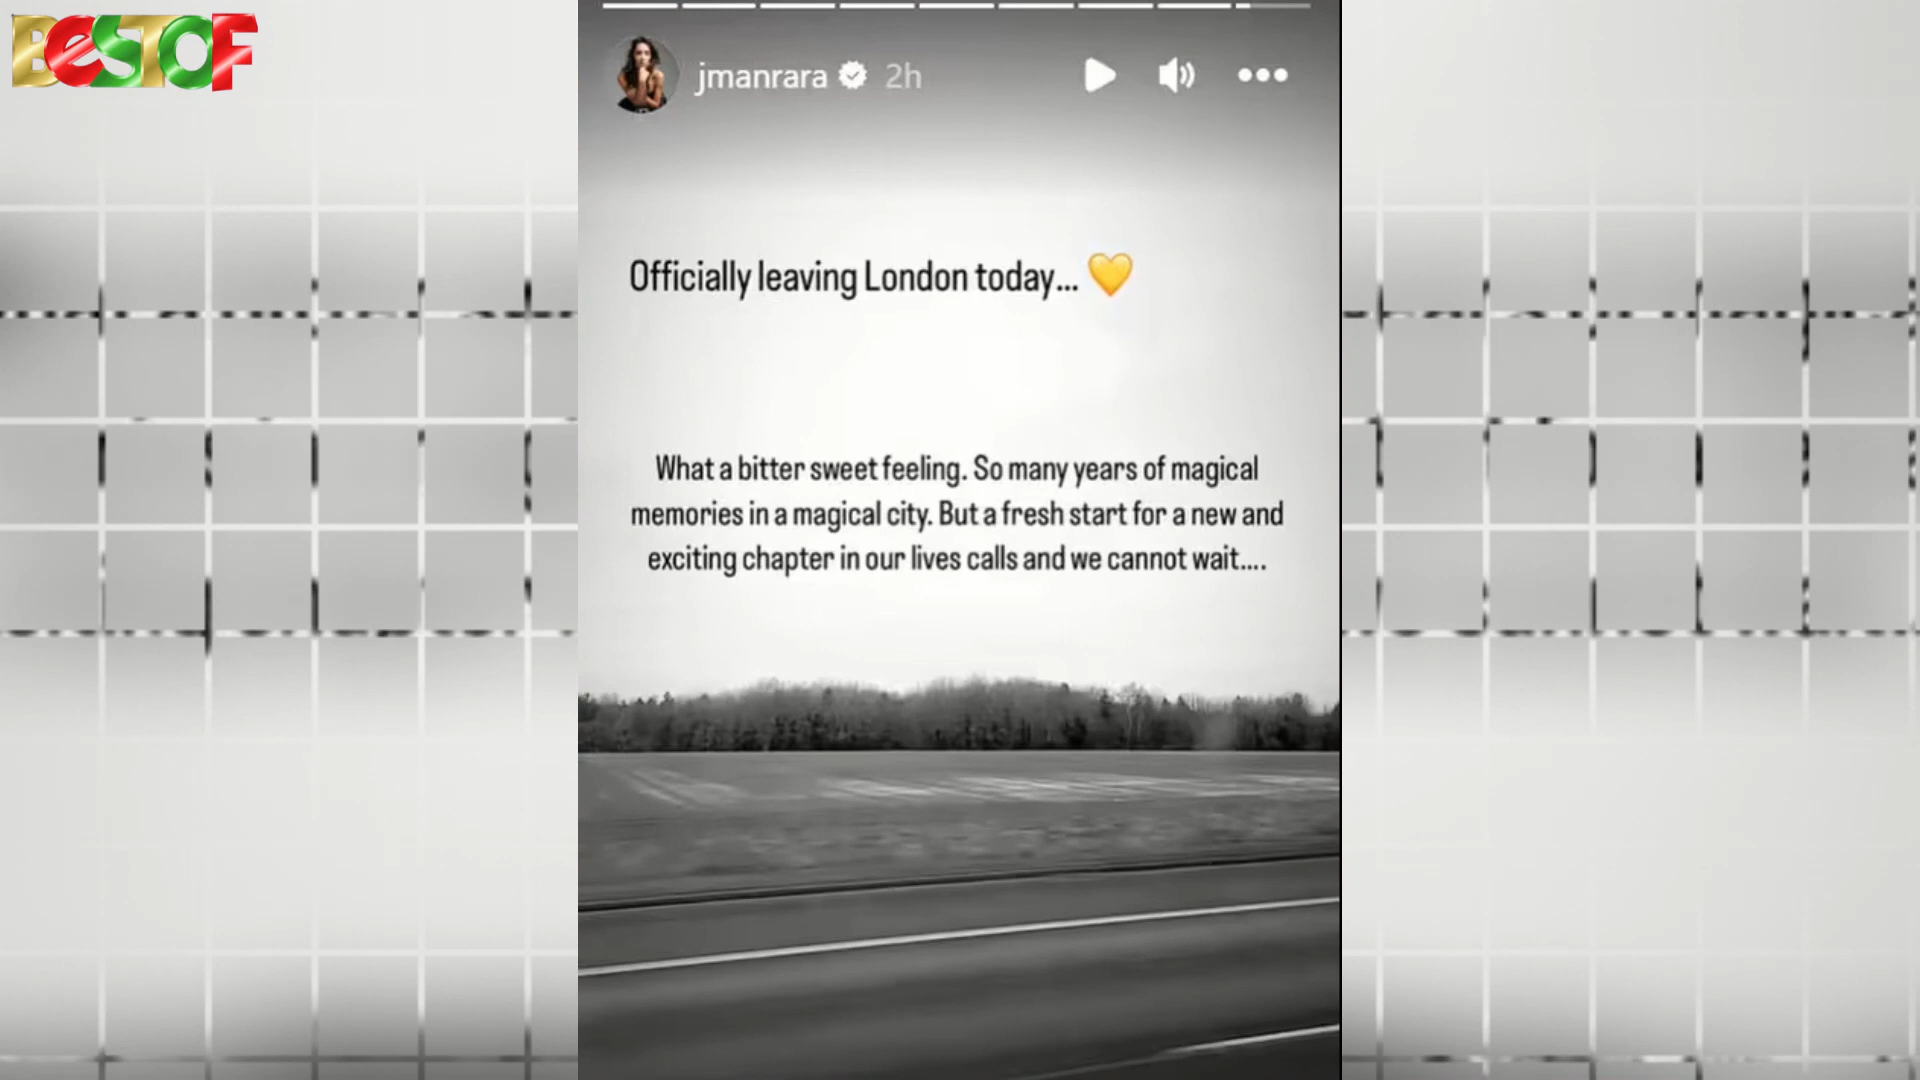 BeSTOF
jmanrara 2h
Officially leaving London today... 💛
What a bitter sweet feeling. So many years of magical
memories in a magical city. But a fresh start for a new and
exciting chapter in our lives calls and we cannot wait....